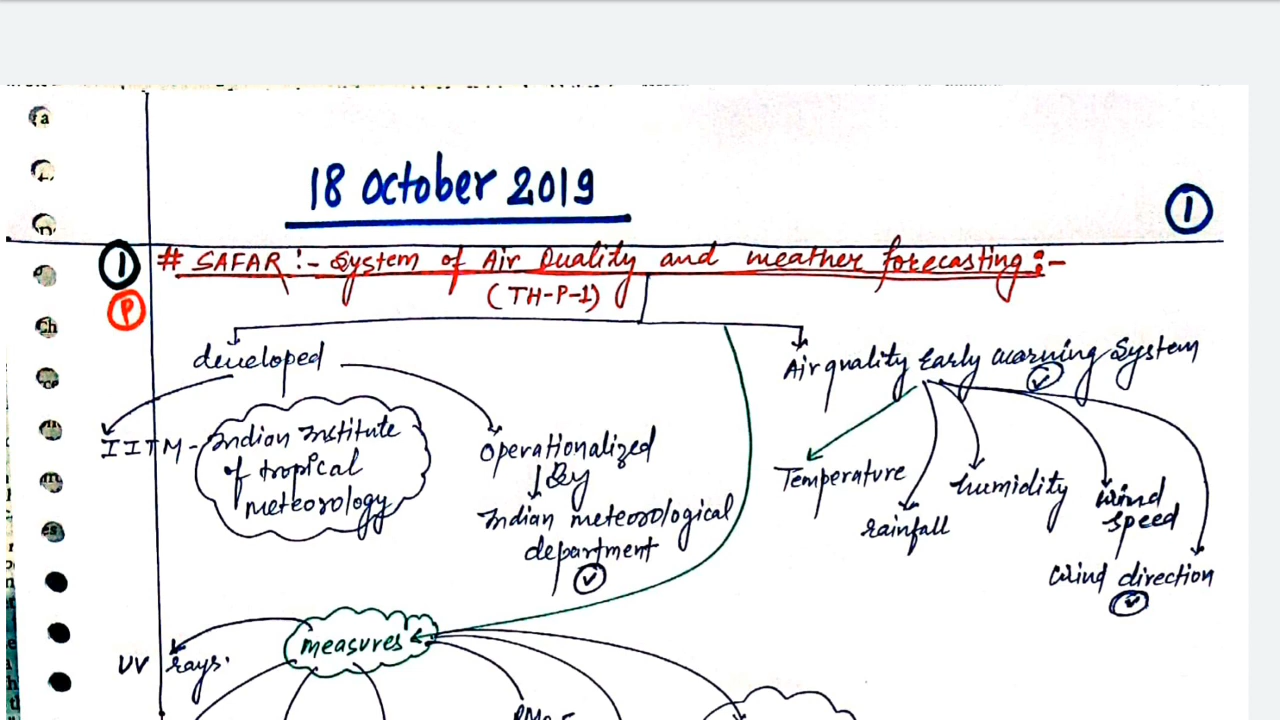 18 October 2019
1
1 # SAFAR :- System of Air Quality and weather forecasting :-
P
(TH-P-1)
developed
Air quality Early warning System
IITM - Indian Institute of tropical meteorology
Operationalized
By
Indian meteorological
department
Temperature
rainfall
humidity
Wind
speed
Wind direction
measures
UV rays.